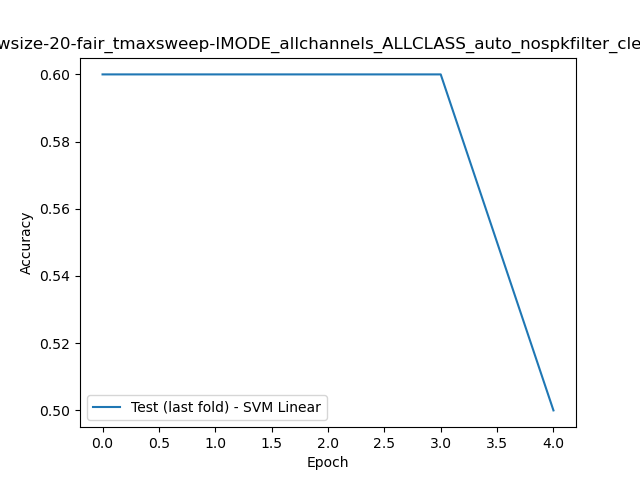 wsize-20-fair_tmaxsweep-IMODE_allchannels_ALLCLASS_auto_nospkfilter_cle
0.60
0.58
0.56
0.54
0.52
0.50
Accuracy
Test (last fold) - SVM Linear
0.0 0.5 1.0 1.5 2.0 2.5 3.0 3.5 4.0
Epoch